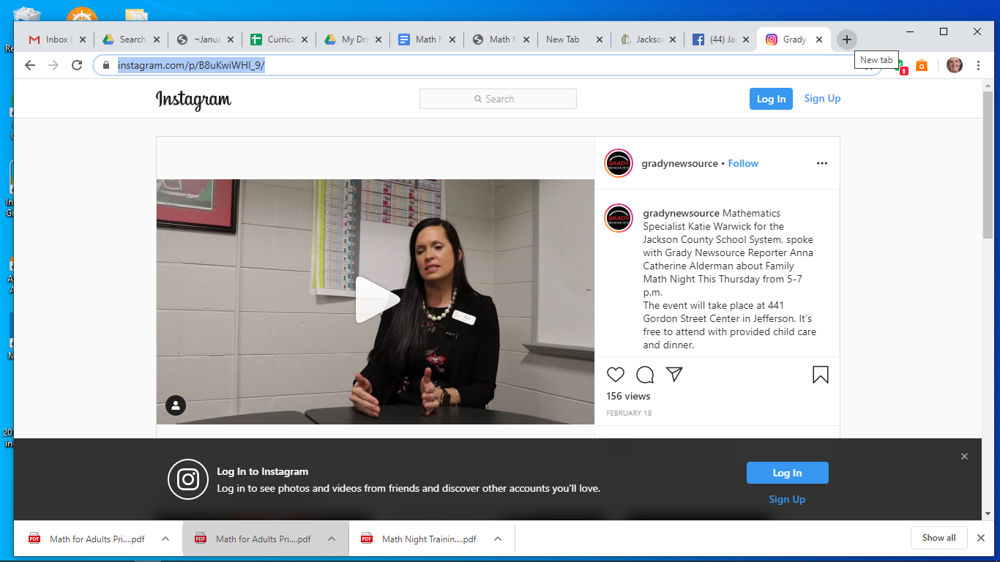 Inbox (
Search
¬Janua
Curricu
My Dri
Math N
Math N
New Tab
Jackso
(44) Ja
Grady
New tab
instagram.com/p/B8uKwiWHI_9/
1
Instagram
Search
Log In
Sign Up
GRADY
gradynewsource • Follow
GRADY
gradynewsource Mathematics
Specialist Katie Warwick for the
Jackson County School System, spoke
with Grady Newsource Reporter Anna
Catherine Alderman about Family
Math Night This Thursday from 5-7
p.m.
The event will take place at 441
Gordon Street Center in Jefferson. It's
free to attend with provided child care
and dinner.
156 views
FEBRUARY 18
Log In to Instagram
Log in to see photos and videos from friends and discover other accounts you'll love.
Log In
Sign Up
PDF Math for Adults Pri....pdf
PDF Math for Adults Pri....pdf
PDF Math Night Trainin....pdf
Show all